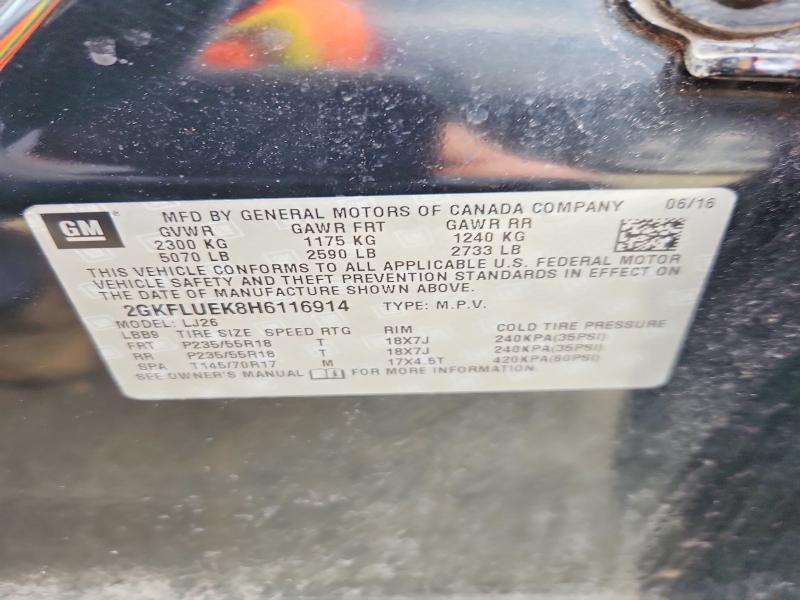 GM
MFD BY GENERAL MOTORS OF CANADA COMPANY 06/16
GVWR GAWR FRT GAWR RR
2300 KG 1175 KG 1240 KG
5070 LB 2590 LB 2733 LB
THIS VEHICLE CONFORMS TO ALL APPLICABLE U.S. FEDERAL MOTOR
VEHICLE SAFETY AND THEFT PREVENTION STANDARDS IN EFFECT ON
THE DATE OF MANUFACTURE SHOWN ABOVE.
2GKFLUEK8H6116914 TYPE: M.P.V.
MODEL: LJ26
LBB9 TIRE SIZE SPEED RTG RIM COLD TIRE PRESSURE
FRT P235/55R18 T 18X7J 240KPA(35PSI)
RR P235/55R18 T 18X7J 240KPA(35PSI)
SPA T145/70R17 M 17X4.5T 420KPA(60PSI)
SEE OWNER'S MANUAL FOR MORE INFORMATION.